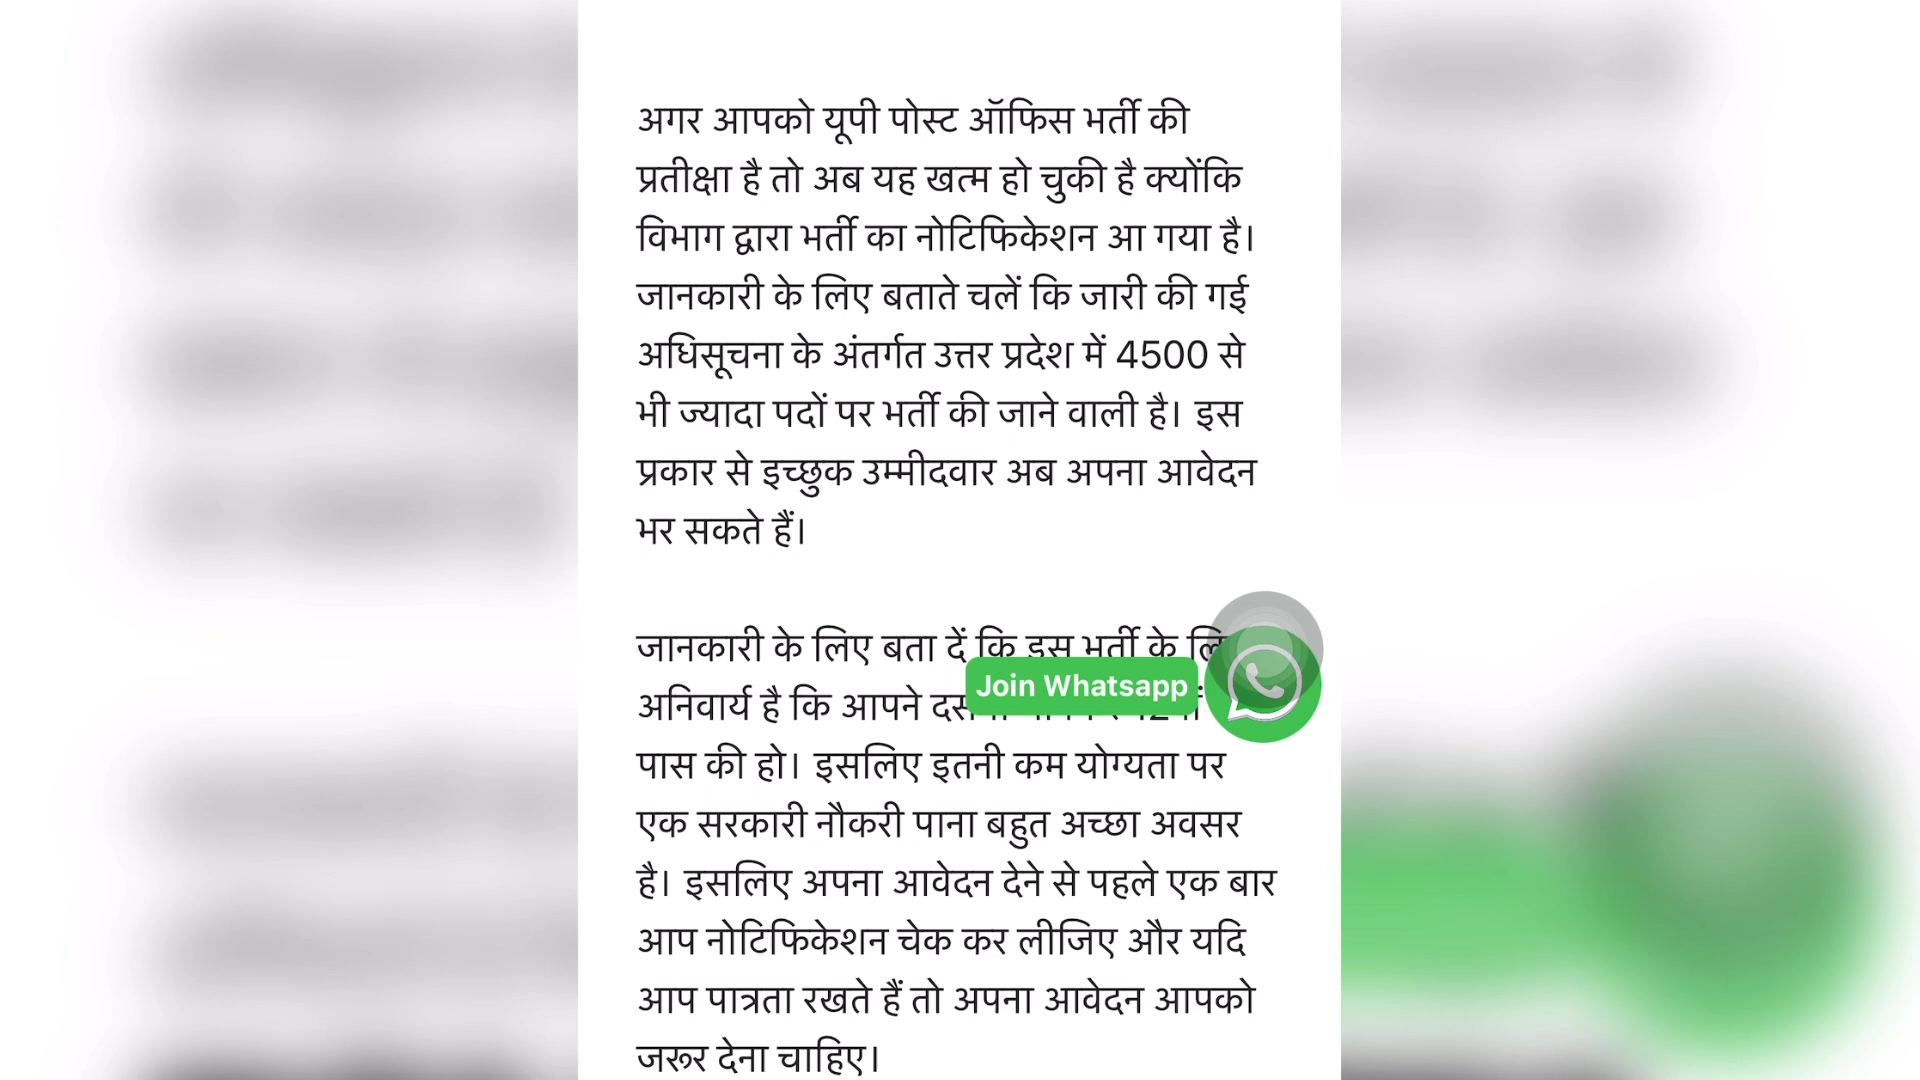 अगर आपको यूपी पोस्ट ऑफिस भर्ती की
प्रतीक्षा है तो अब यह खत्म हो चुकी है क्योंकि
विभाग द्वारा भर्ती का नोटिफिकेशन आ गया है।
जानकारी के लिए बताते चलें कि जारी की गई
अधिसूचना के अंतर्गत उत्तर प्रदेश में 4500 से
भी ज्यादा पदों पर भर्ती की जाने वाली है। इस
प्रकार से इच्छुक उम्मीदवार अब अपना आवेदन
भर सकते हैं।
जानकारी के लिए बता दें कि इस भर्ती के
Join Whatsapp
अनिवार्य है कि आपने
पास की हो। इसलिए इतनी कम योग्यता पर
एक सरकारी नौकरी पाना बहुत अच्छा अवसर
है। इसलिए अपना आवेदन देने से पहले एक बार
आप नोटिफिकेशन चेक कर लीजिए और यदि
आप पात्रता रखते हैं तो अपना आवेदन आपको
जरूर देना चाहिए।